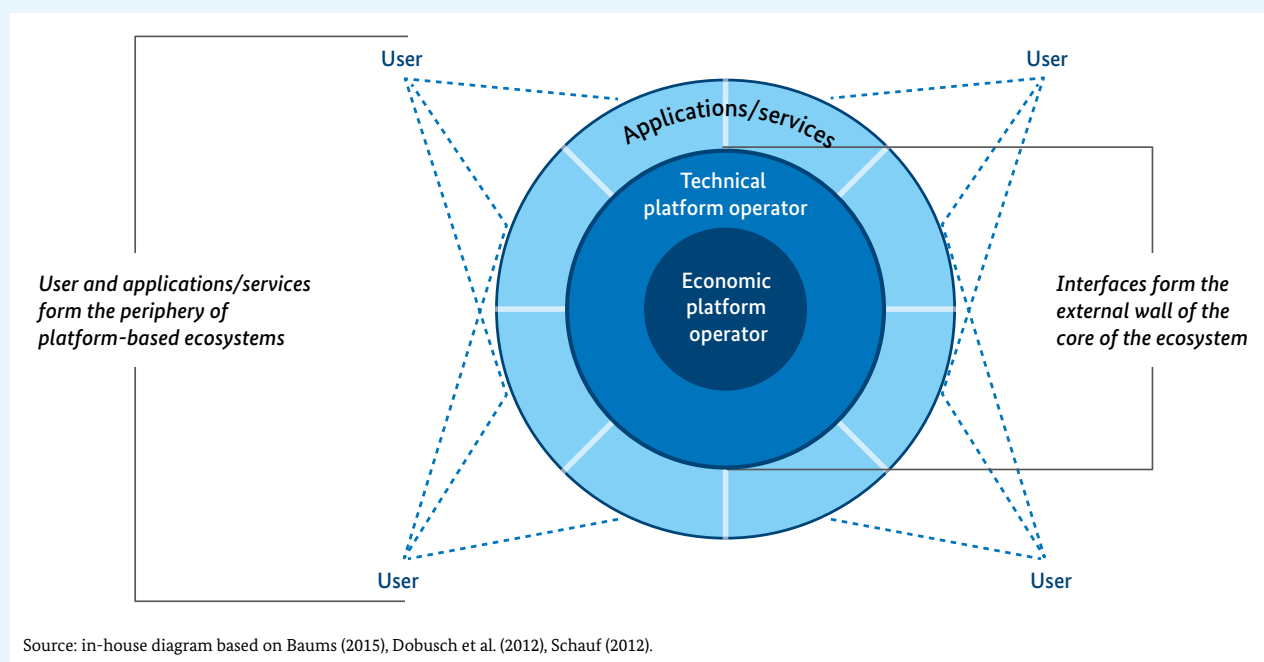 User
User
Applications/services
Technical
platform operator
Economic
platform
operator
User and applications/services
form the periphery of
platform-based ecosystems
Interfaces form the
external wall of the
core of the ecosystem
User
User
Source: in-house diagram based on Baums (2015), Dobusch et al. (2012), Schauf (2012).